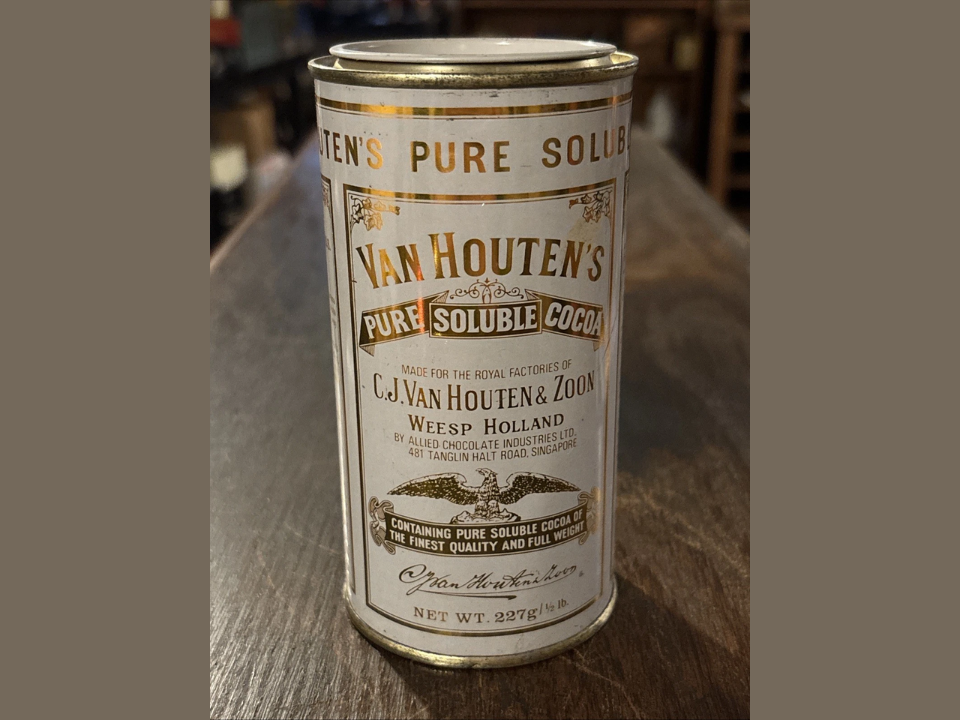 UTEN'S PURE SOLUB
VAN HOUTEN'S
PURE SOLUBLE COCOA
MADE FOR THE ROYAL FACTORIES OF
C.J. VAN HOUTEN & ZOON
WEESP HOLLAND
BY ALLIED CHOCOLATE INDUSTRIES LTD.
481 TANGLIN HALT ROAD, SINGAPORE
CONTAINING PURE SOLUBLE COCOA OF
THE FINEST QUALITY AND FULL WEIGHT
C.J. Van Houten & Zoon
NET WT. 227g/½ lb.